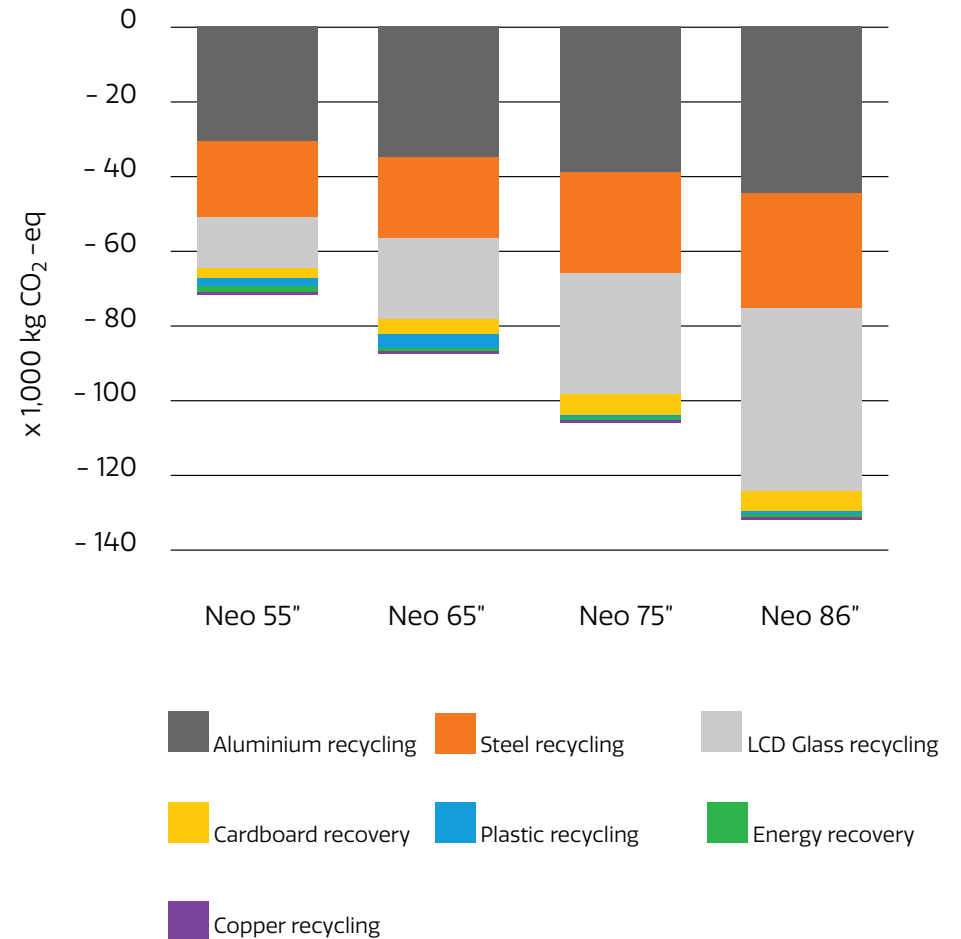 0
- 20
- 40
- 60
- 80
- 100
- 120
- 140
x 1,000 kg CO₂ -eq
Neo 55” Neo 65” Neo 75” Neo 86”
Aluminium recycling Steel recycling LCD Glass recycling
Cardboard recovery Plastic recycling Energy recovery
Copper recycling